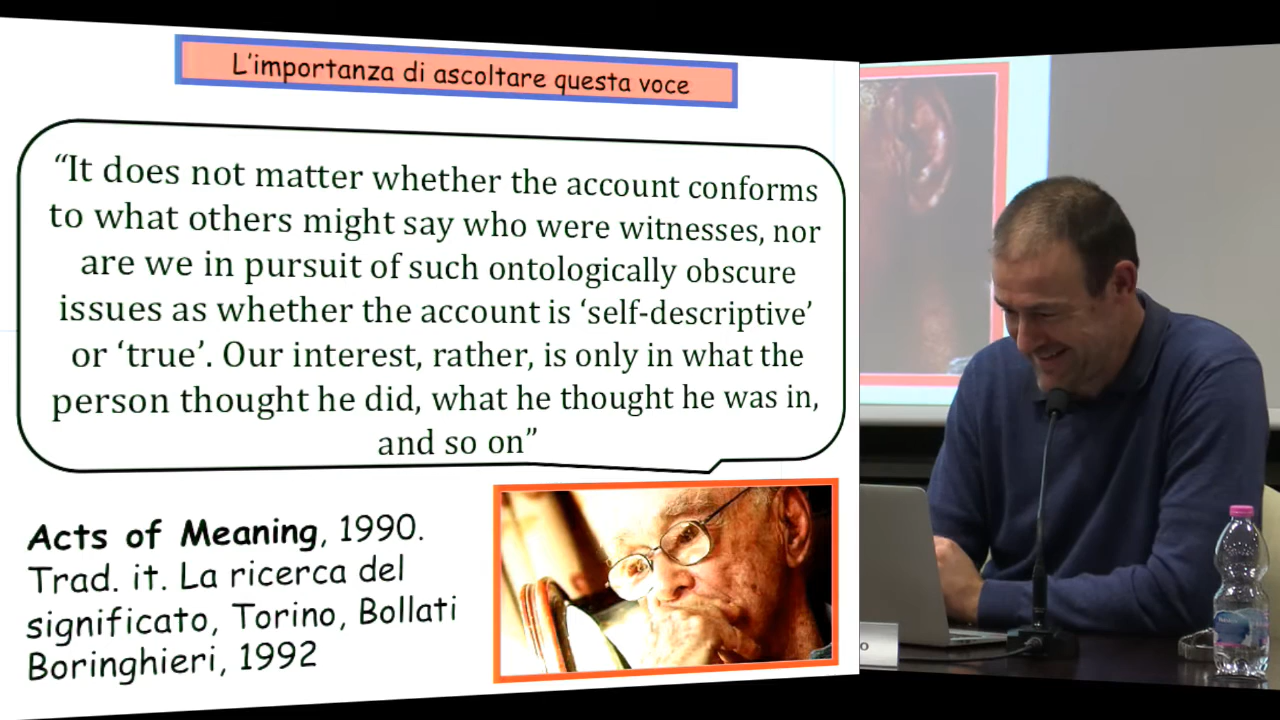 L'importanza di ascoltare questa voce
“It does not matter whether the account conforms
to what others might say who were witnesses, nor
are we in pursuit of such ontologically obscure
issues as whether the account is ‘self-descriptive’
or ‘true’. Our interest, rather, is only in what the
person thought he did, what he thought he was in,
and so on”
Acts of Meaning, 1990.
Trad. it. La ricerca del
significato, Torino, Bollati
Boringhieri, 1992